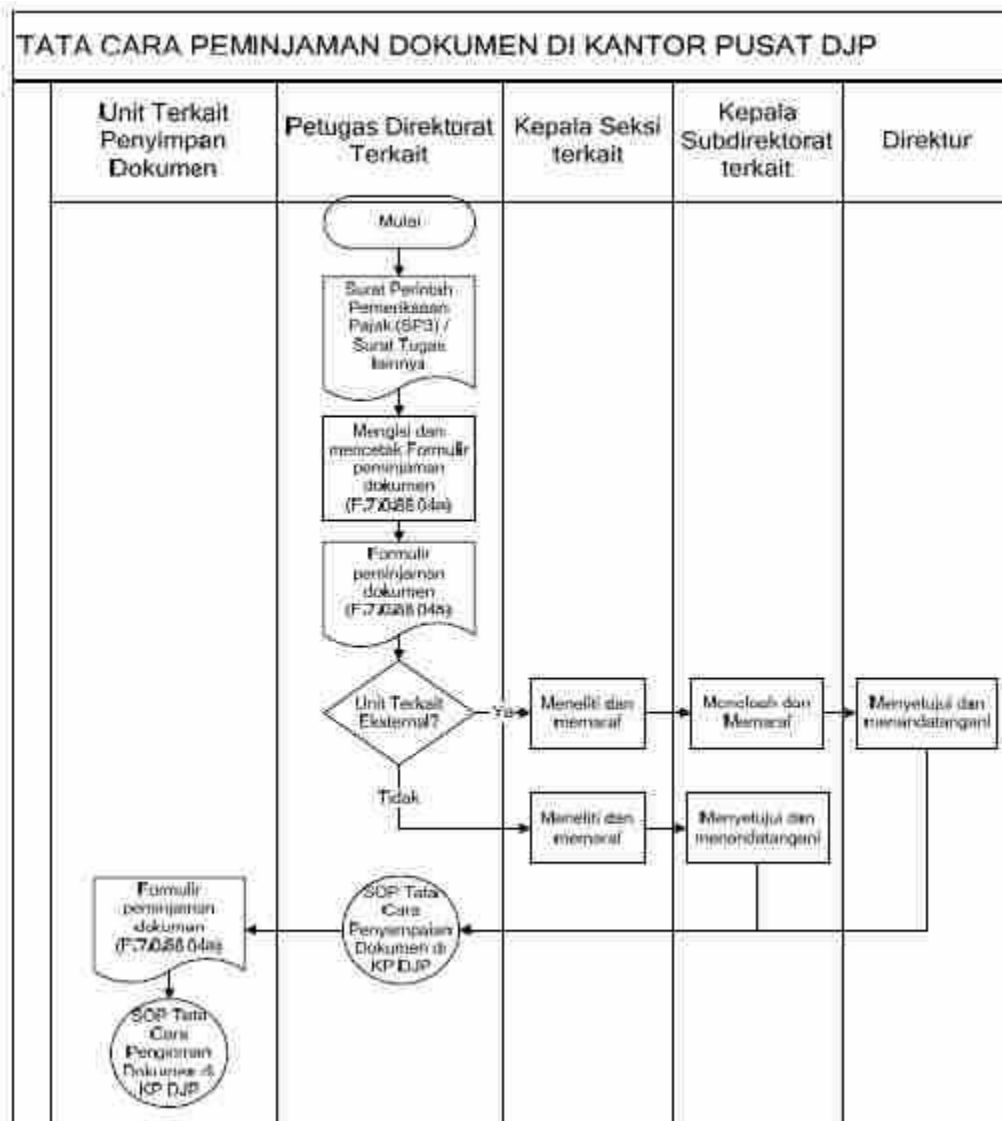 TATA CARA PEMINJAMAN DOKUMEN DI KANTOR PUSAT DJP
Unit Terkait
Penyimpan
Dokumen
Petugas Direktorat
Terkait
Kepala Seksi
terkait
Kepala
Subdirektorat
terkait
Direktur
Mulai
Surat Perintah
Pemeriksaan
Pajak (SP3) /
Surat Tugas
lainnya
Mengisi dan
mencetak Formulir
peminjaman
dokumen
Formulir
peminjaman
dokumen
Unit Terkait
Eksternal?
Ya
Meneliti dan
memaraf
Menelaah dan
Memaraf
Menyetujui dan
menandatangani
Tidak
Meneliti dan
memaraf
Menyetujui dan
menandatangani
SOP Tata
Cara
Penyampaian
Dokumen di
KP DJP
Formulir
peminjaman
dokumen
SOP Tata
Cara
Dokumen di
KP DJP